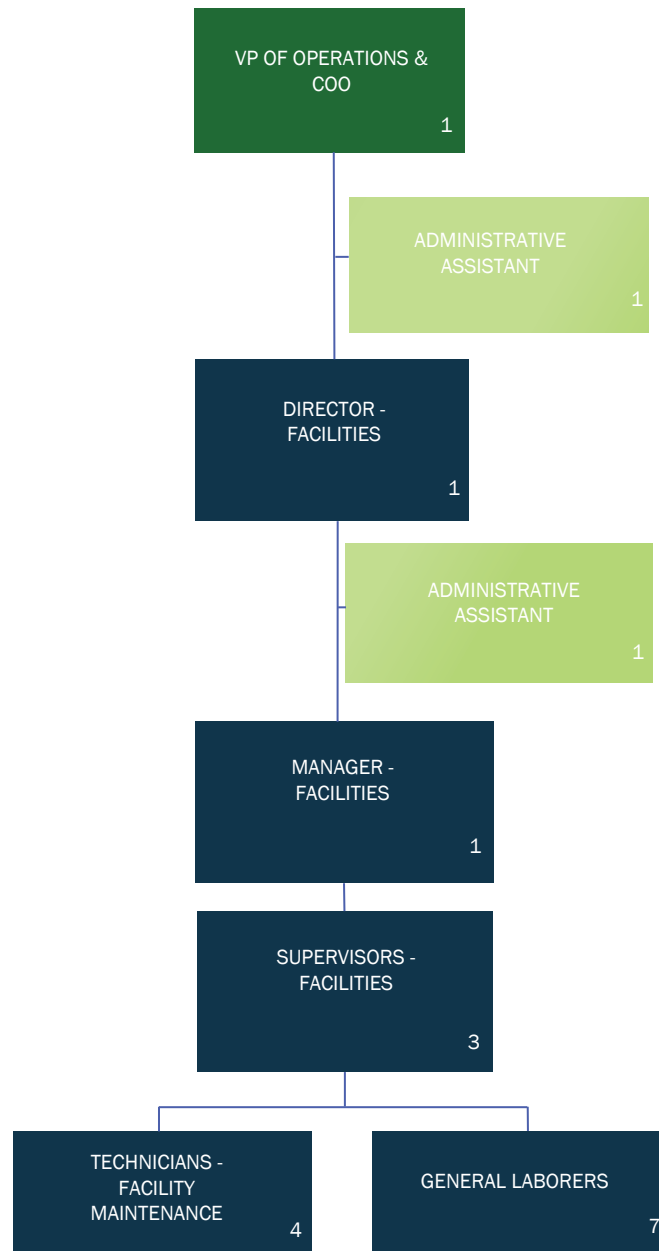 VP OF OPERATIONS &
COO
1
ADMINISTRATIVE
ASSISTANT
1
DIRECTOR -
FACILITIES
1
ADMINISTRATIVE
ASSISTANT
1
MANAGER -
FACILITIES
1
SUPERVISORS -
FACILITIES
3
TECHNICIANS -
FACILITY
MAINTENANCE
4
GENERAL LABORERS
7